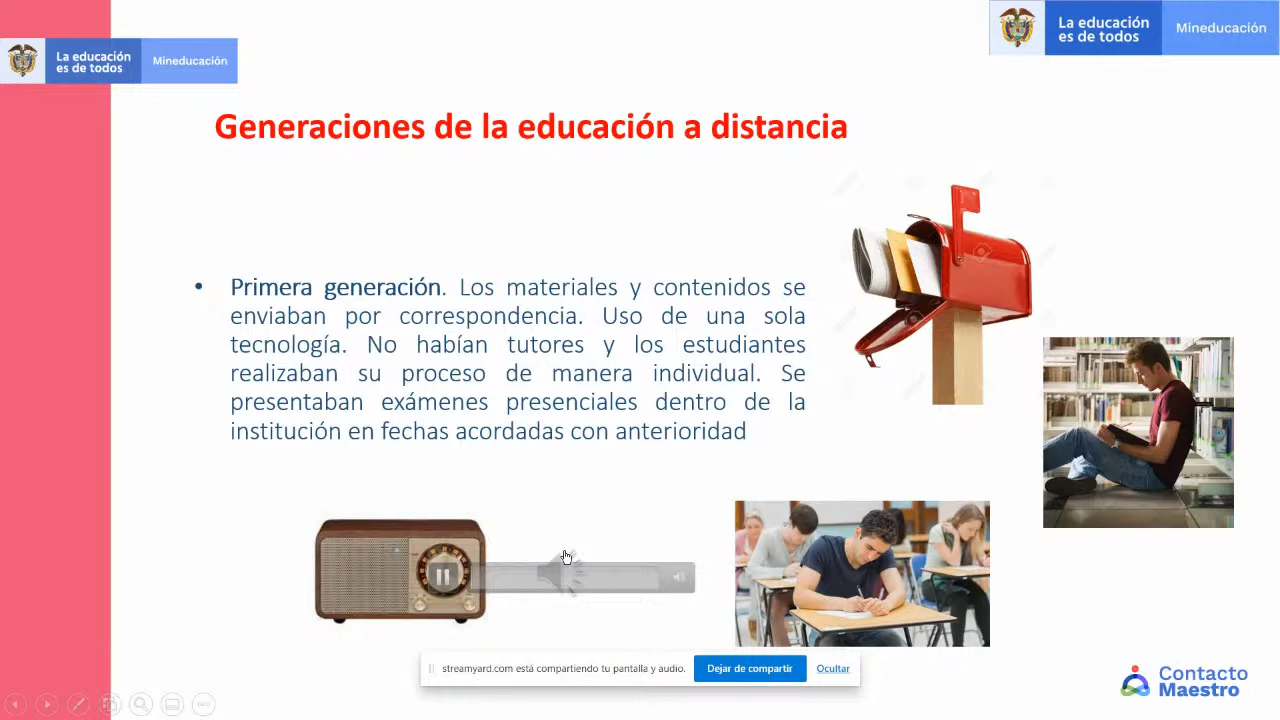 La educación
es de todos
Mineducación
La educación
es de todos
Mineducación
Generaciones de la educación a distancia
• Primera generación. Los materiales y contenidos se
enviaban por correspondencia. Uso de una sola
tecnología. No habían tutores y los estudiantes
realizaban su proceso de manera individual. Se
presentaban exámenes presenciales dentro de la
institución en fechas acordadas con anterioridad
streamyard.com está compartiendo tu pantalla y audio.
Dejar de compartir
Ocultar
Contacto
Maestro